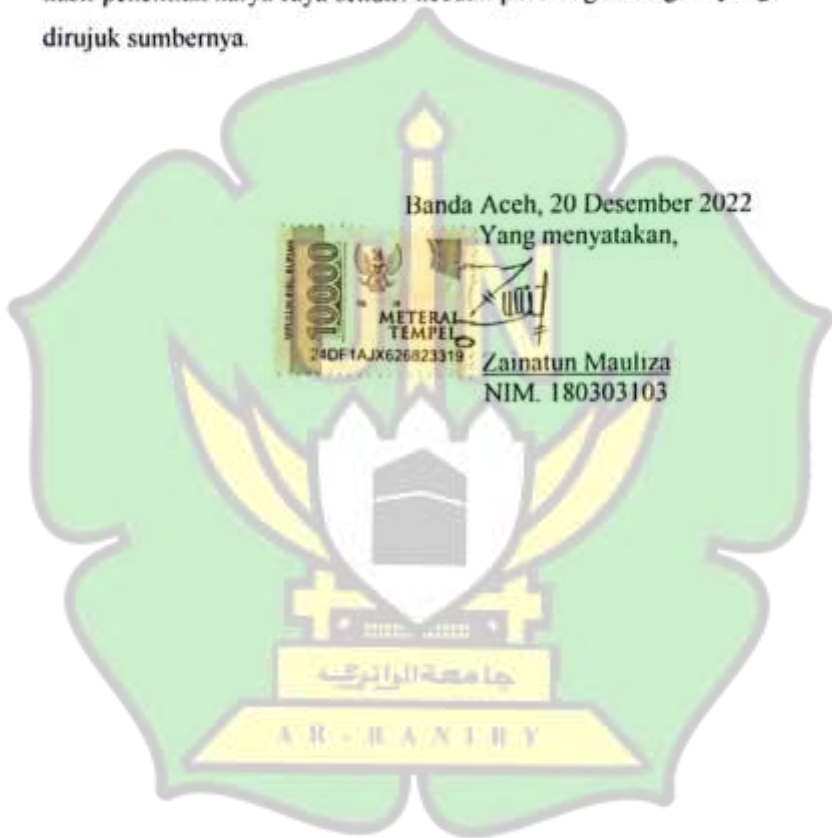 dirujuk sumbernya.
Banda Aceh, 20 Desember 2022
Yang menyatakan,
10000
METERAI
TEMPEL
24DF1AJX626823319
Zainatun Mauliza
NIM. 180303103
UIN
جامعة الرانري
AR-RANIRY